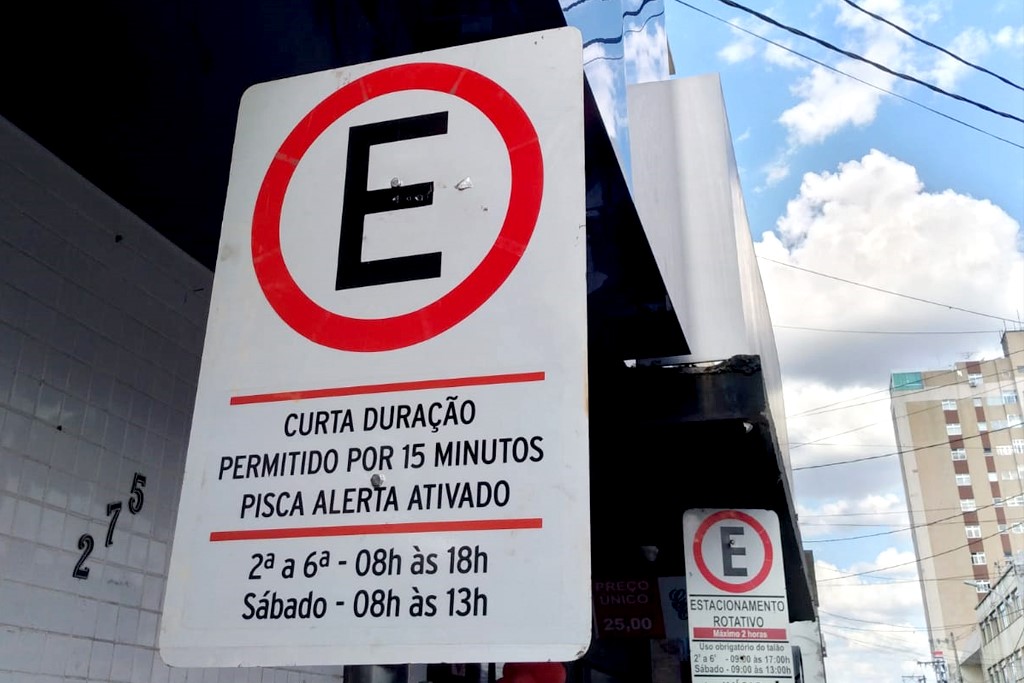 E
CURTA DURAÇÃO
PERMITIDO POR 15 MINUTOS
PISCA ALERTA ATIVADO
2ª a 6ª - 08h às 18h
Sábado - 08h às 13h
275
PREÇO
ÚNICO
25,00
E
ESTACIONAMENTO
ROTATIVO
Máximo 2 horas
Uso obrigatório do talão
2ª a 6ª - 09:00 às 17:00h
Sábado - 09:00 às 13:00h